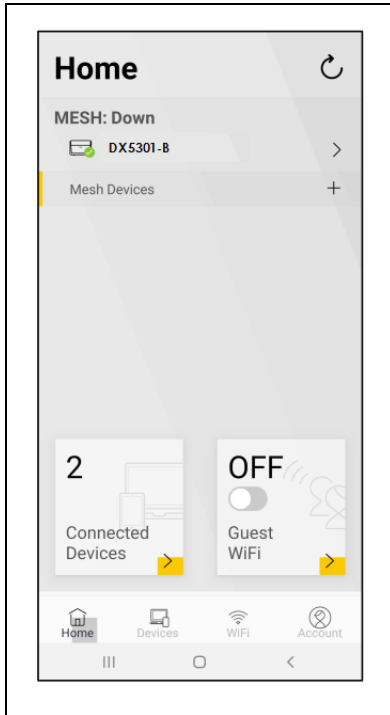 Home
MESH: Down
DX5301-B
Mesh Devices
2
Connected
Devices
OFF
Guest
WiFi
Home
Devices
WiFi
Account